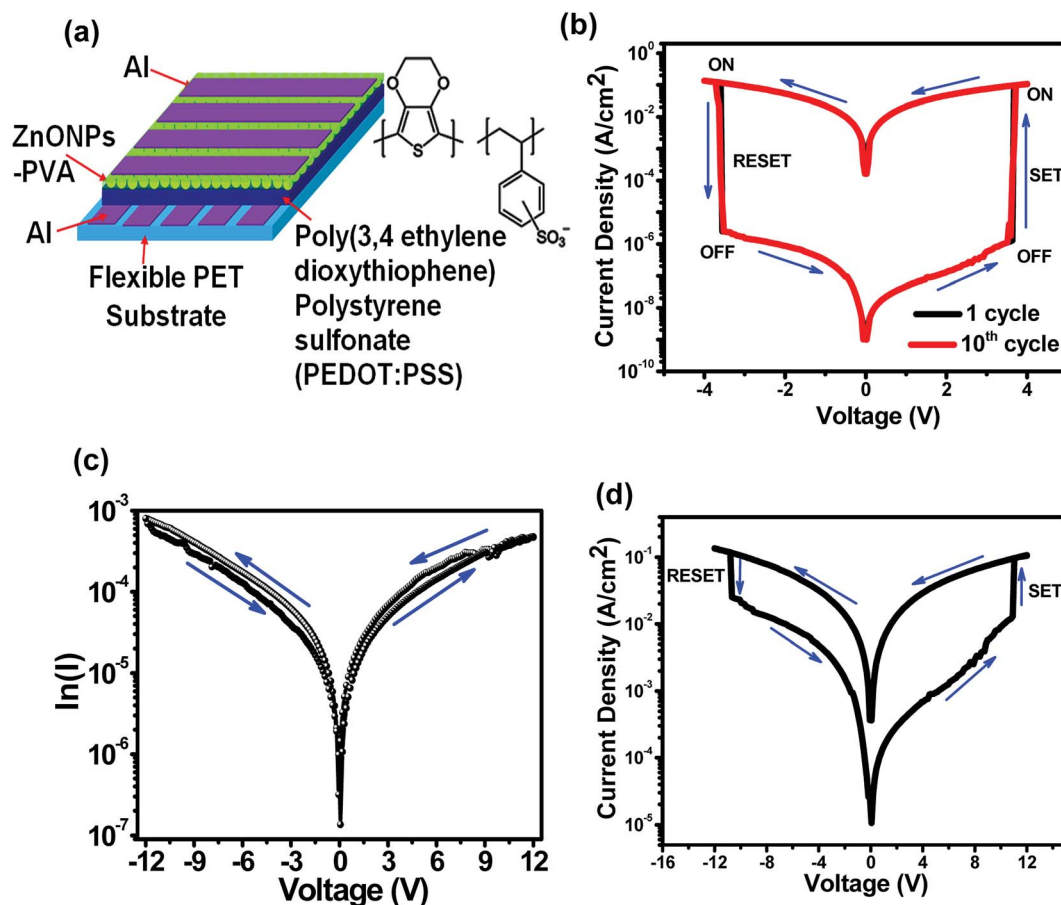 (a)
Al
ZnONPs
-PVA
Al
Flexible PET
Substrate
O
O
S
SO₃⁻
Poly(3,4 ethylene
dioxythiophene)
Polystyrene
sulfonate
(PEDOT:PSS)
(b)
Current Density (A/cm²)
10⁰
10⁻²
10⁻⁴
10⁻⁶
10⁻⁸
10⁻¹⁰
ON
ON
RESET
SET
OFF
OFF
1 cycle
10th cycle
-4
-2
0
2
4
Voltage (V)
(c)
ln(I)
10⁻³
10⁻⁴
10⁻⁵
10⁻⁶
10⁻⁷
-12
-9
-6
-3
0
3
6
9
12
Voltage (V)
(d)
Current Density (A/cm²)
10⁻¹
10⁻²
10⁻³
10⁻⁴
10⁻⁵
RESET
SET
-16
-12
-8
-4
0
4
8
12
Voltage (V)